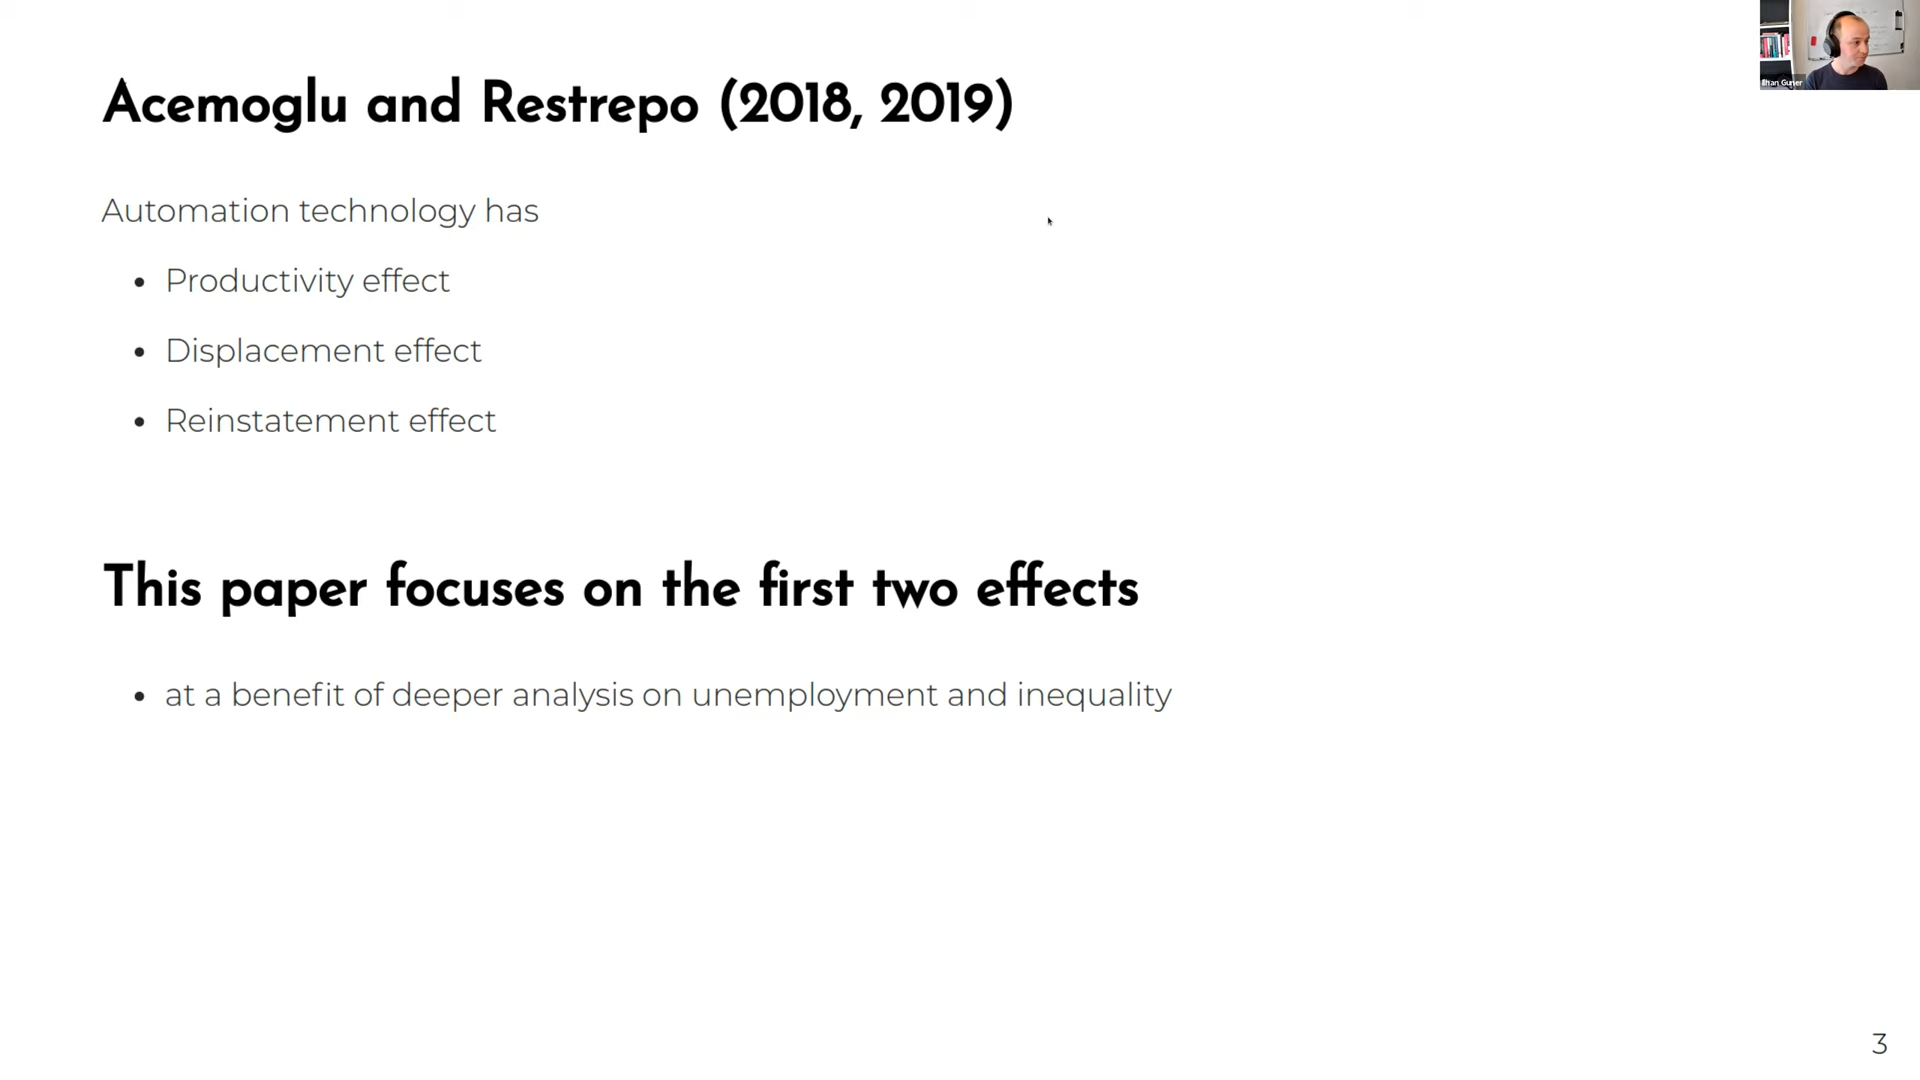 Acemoglu and Restrepo (2018, 2019)
Automation technology has
• Productivity effect
• Displacement effect
• Reinstatement effect
This paper focuses on the first two effects
• at a benefit of deeper analysis on unemployment and inequality
3